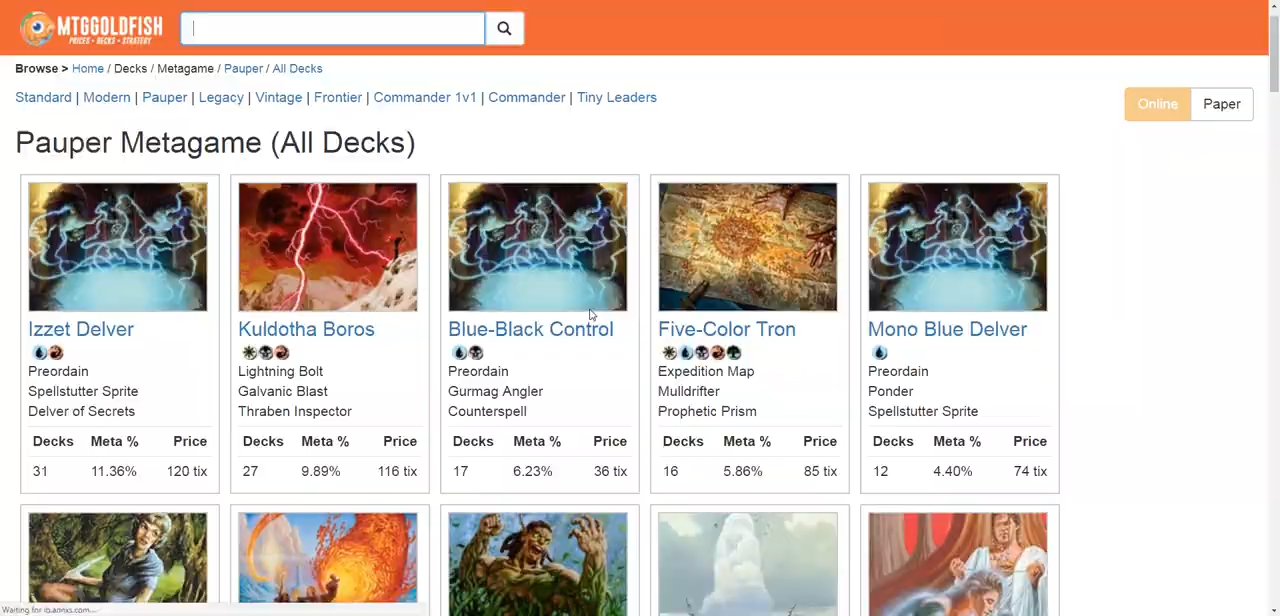 MTGGOLDFISH
PRICES • DECKS • STRATEGY
Browse > Home / Decks / Metagame / Pauper / All Decks
Standard | Modern | Pauper | Legacy | Vintage | Frontier | Commander 1v1 | Commander | Tiny Leaders
Online Paper
Pauper Metagame (All Decks)
Izzet Delver
Preordain
Spellstutter Sprite
Delver of Secrets
Decks Meta % Price
31 11.36% 120 tix
Kuldotha Boros
Lightning Bolt
Galvanic Blast
Thraben Inspector
Decks Meta % Price
27 9.89% 116 tix
Blue-Black Control
Preordain
Gurmag Angler
Counterspell
Decks Meta % Price
17 6.23% 36 tix
Five-Color Tron
Expedition Map
Mulldrifter
Prophetic Prism
Decks Meta % Price
16 5.86% 85 tix
Mono Blue Delver
Preordain
Ponder
Spellstutter Sprite
Decks Meta % Price
12 4.40% 74 tix
Waiting for ib.adnxs.com...